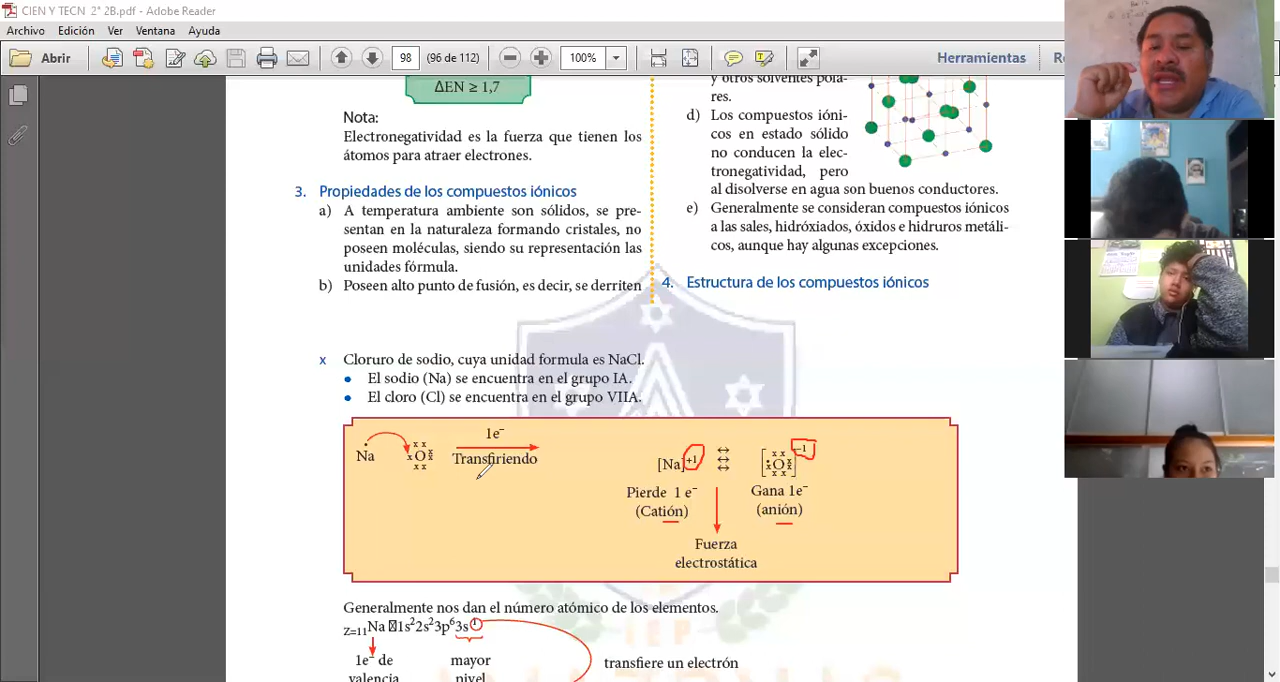 CIEN Y TECN 2° 2B.pdf - Adobe Reader
Archivo Edición Ver Ventana Ayuda
Abrir 98 (96 de 112) 100% Herramientas
ΔEN ≥ 1,7
Nota:
Electronegatividad es la fuerza que tienen los
átomos para atraer electrones.
3. Propiedades de los compuestos iónicos
a) A temperatura ambiente son sólidos, se pre-
sentan en la naturaleza formando cristales, no
poseen moléculas, siendo su representación las
unidades fórmula.
b) Poseen alto punto de fusión, es decir, se derriten
y otros solventes pola-
res.
d) Los compuestos ióni-
cos en estado sólido
no conducen la elec-
tronegatividad, pero
al disolverse en agua son buenos conductores.
e) Generalmente se consideran compuestos iónicos
a las sales, hidróxiados, óxidos e hidruros metáli-
cos, aunque hay algunas excepciones.
4. Estructura de los compuestos iónicos
x Cloruro de sodio, cuya unidad formula es NaCl.
• El sodio (Na) se encuentra en el grupo IA.
• El cloro (Cl) se encuentra en el grupo VIIA.
Na O 1e⁻
Transfiriendo
[Na]+1 ↔ [O]−1
Pierde 1 e⁻ Gana 1e⁻
(Catión) (anión)
Fuerza
electrostática
Generalmente nos dan el número atómico de los elementos.
Z=11Na 1s²2s²3p⁶3s¹
1e⁻ de mayor transfiere un electrón
valencia nivel